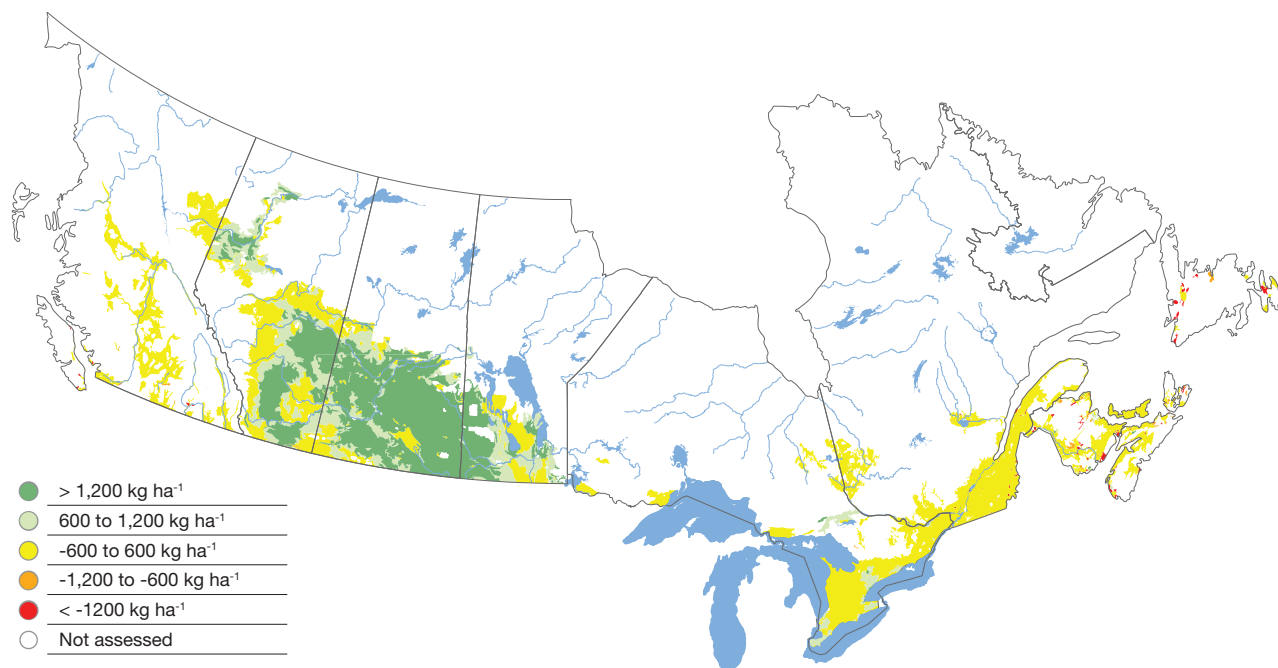 > 1,200 kg ha⁻¹
600 to 1,200 kg ha⁻¹
-600 to 600 kg ha⁻¹
-1,200 to -600 kg ha⁻¹
< -1200 kg ha⁻¹
Not assessed